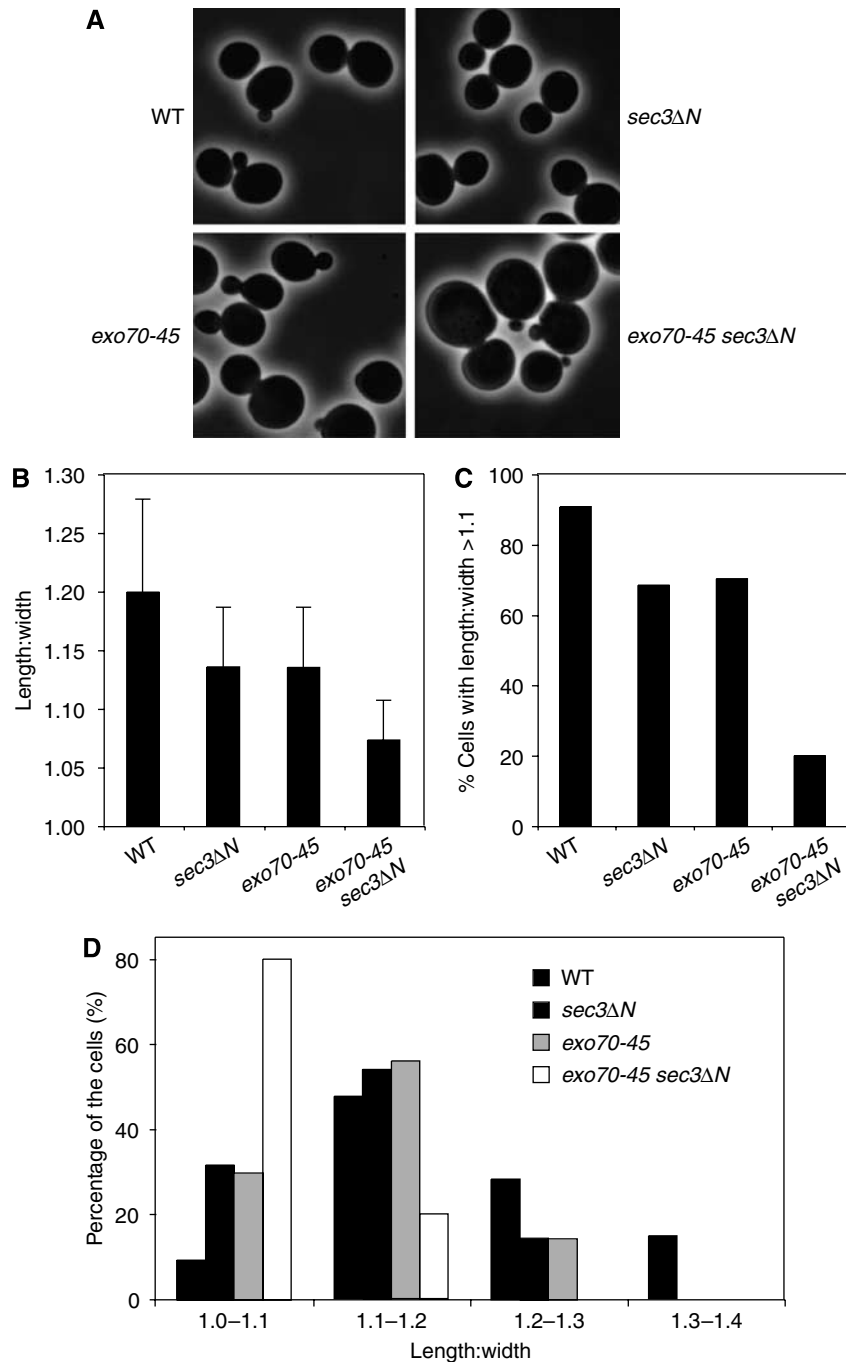 A
WT
sec3ΔN
exo70-45
exo70-45 sec3ΔN
B
1.30
1.25
1.20
1.15
1.10
1.05
1.00
Length:width
WT
sec3ΔN
exo70-45
exo70-45
sec3ΔN
C
100
80
60
40
20
0
% Cells with length:width >1.1
WT
sec3ΔN
exo70-45
exo70-45
sec3ΔN
D
80
60
40
20
0
Percentage of the cells (%)
WT
sec3ΔN
exo70-45
exo70-45 sec3ΔN
1.0–1.1
1.1–1.2
1.2–1.3
1.3–1.4
Length:width